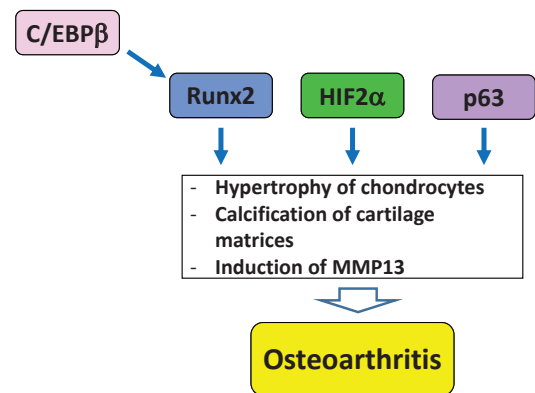 C/EBPβ
Runx2
HIF2α
p63
- Hypertrophy of chondrocytes
- Calcification of cartilage
matrices
- Induction of MMP13
Osteoarthritis